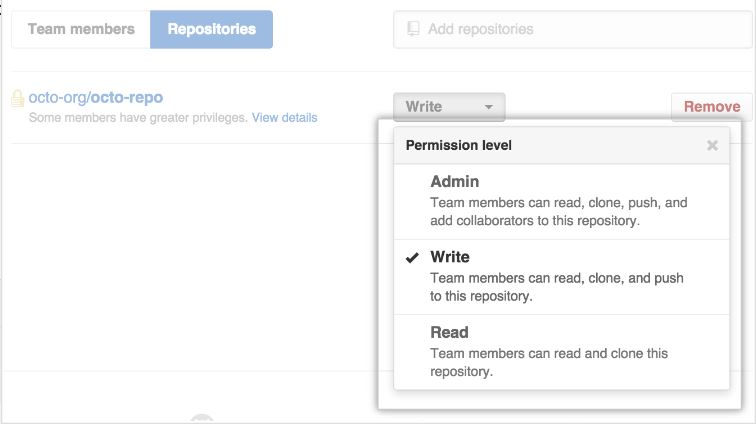 Team members Repositories Add repositories
octo-org/octo-repo Write Remove
Some members have greater privileges. View details
Permission level
Admin
Team members can read, clone, push, and
add collaborators to this repository.
Write
Team members can read, clone, and push
to this repository.
Read
Team members can read and clone this
repository.